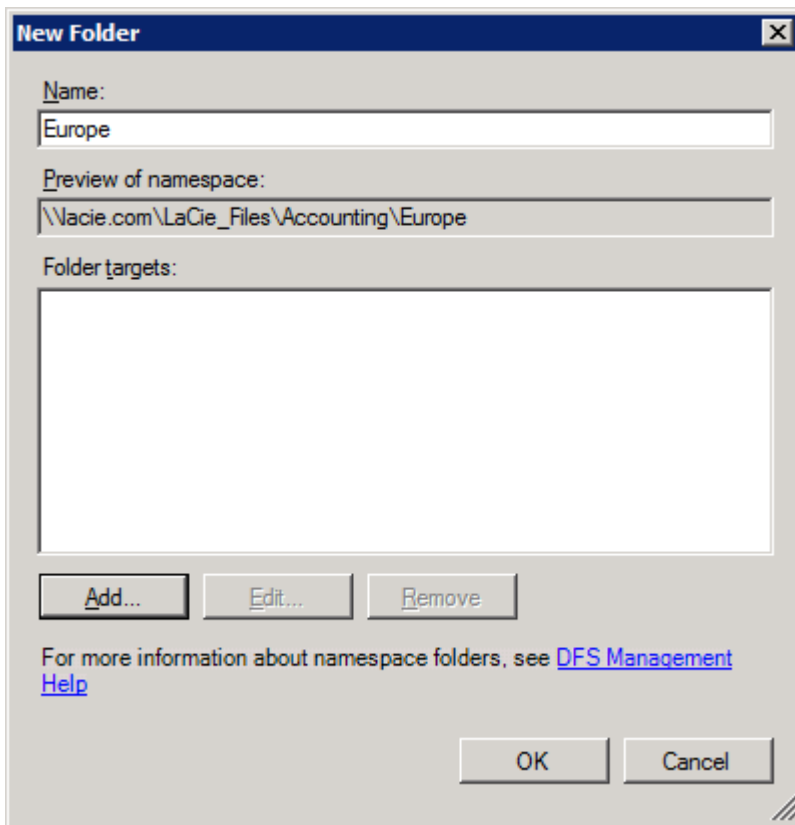 New Folder
Name:
Europe
Preview of namespace:
\\lacie.com\LaCie_Files\Accounting\Europe
Folder targets:
Add... Edit... Remove
For more information about namespace folders, see DFS Management
Help
OK Cancel